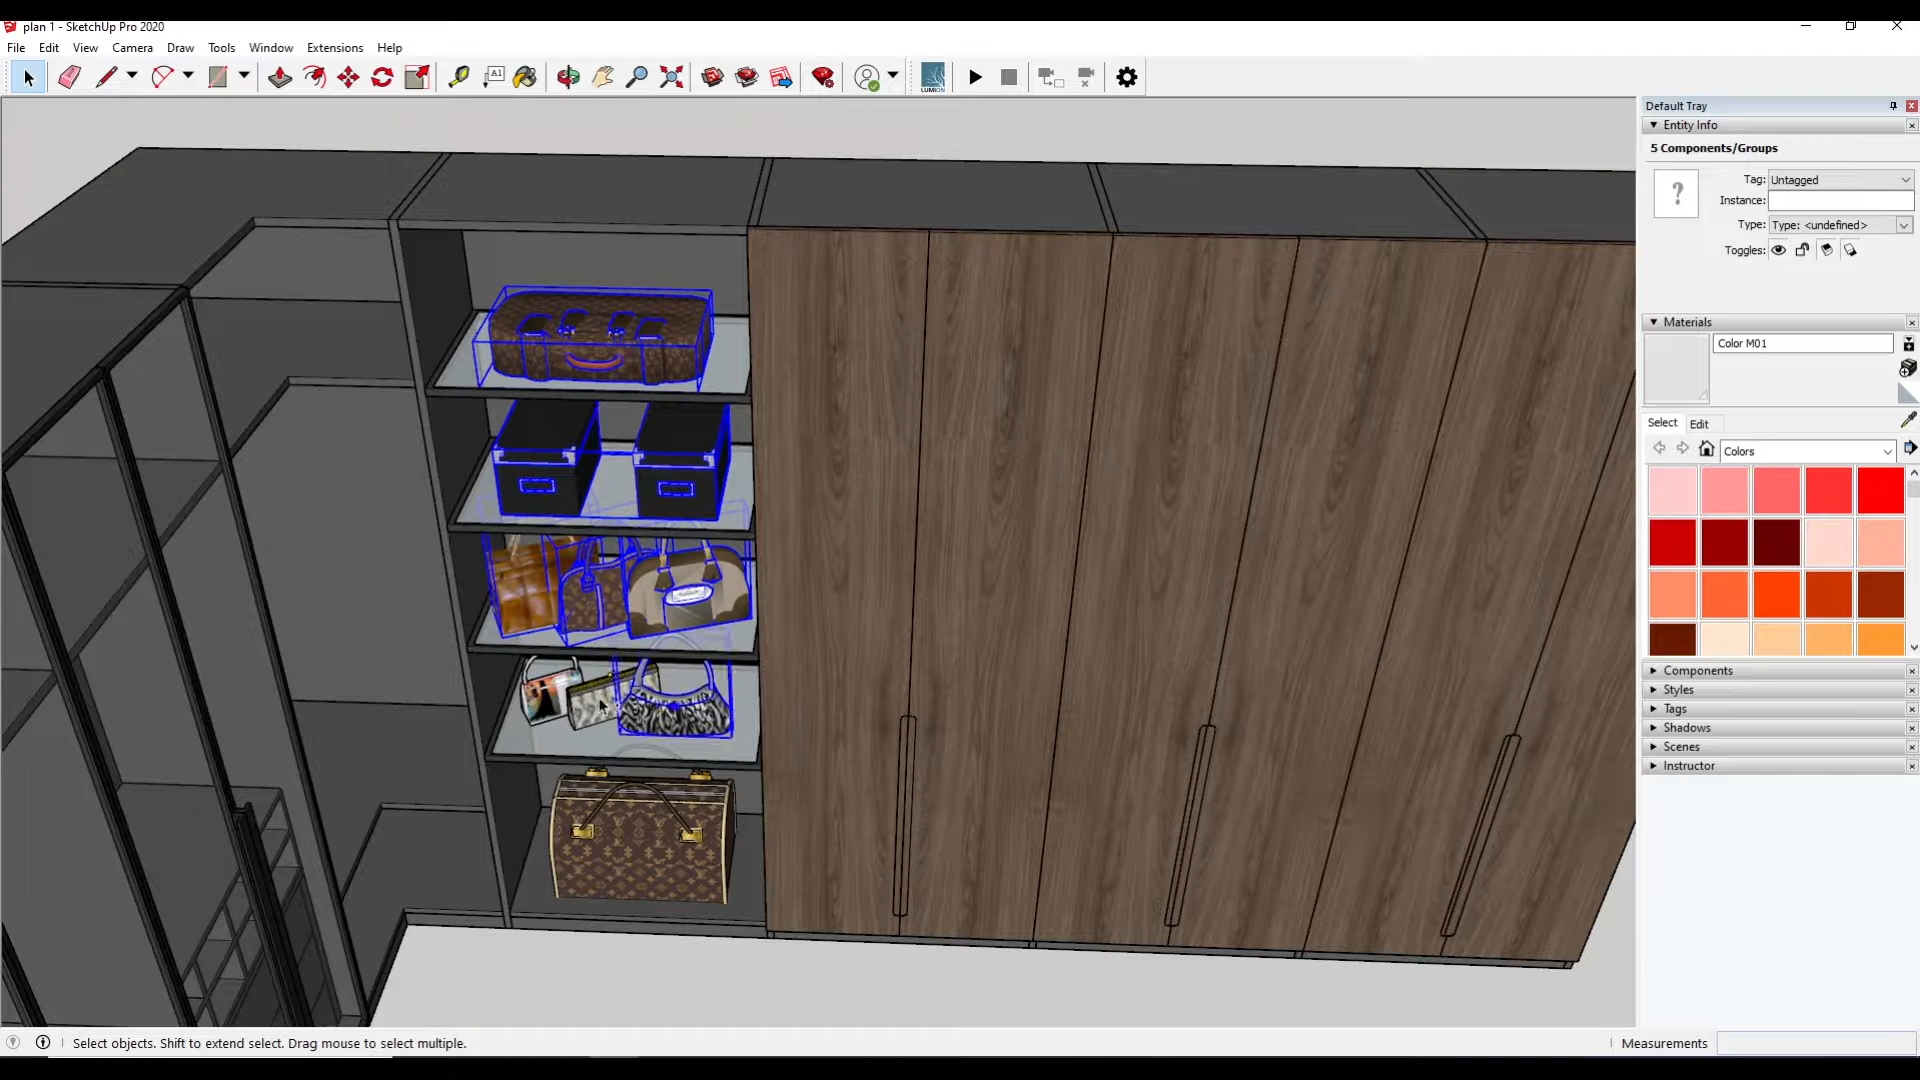 plan 1 - SketchUp Pro 2020
File Edit View Camera Draw Tools Window Extensions Help
A1
LUMION
Default Tray
Entity Info
5 Components/Groups
?
Tag: Untagged
Instance:
Type: Type: <undefined>
Toggles:
Materials
Color M01
Select Edit
Colors
Components
Styles
Tags
Shadows
Scenes
Instructor
Select objects. Shift to extend select. Drag mouse to select multiple.
Measurements